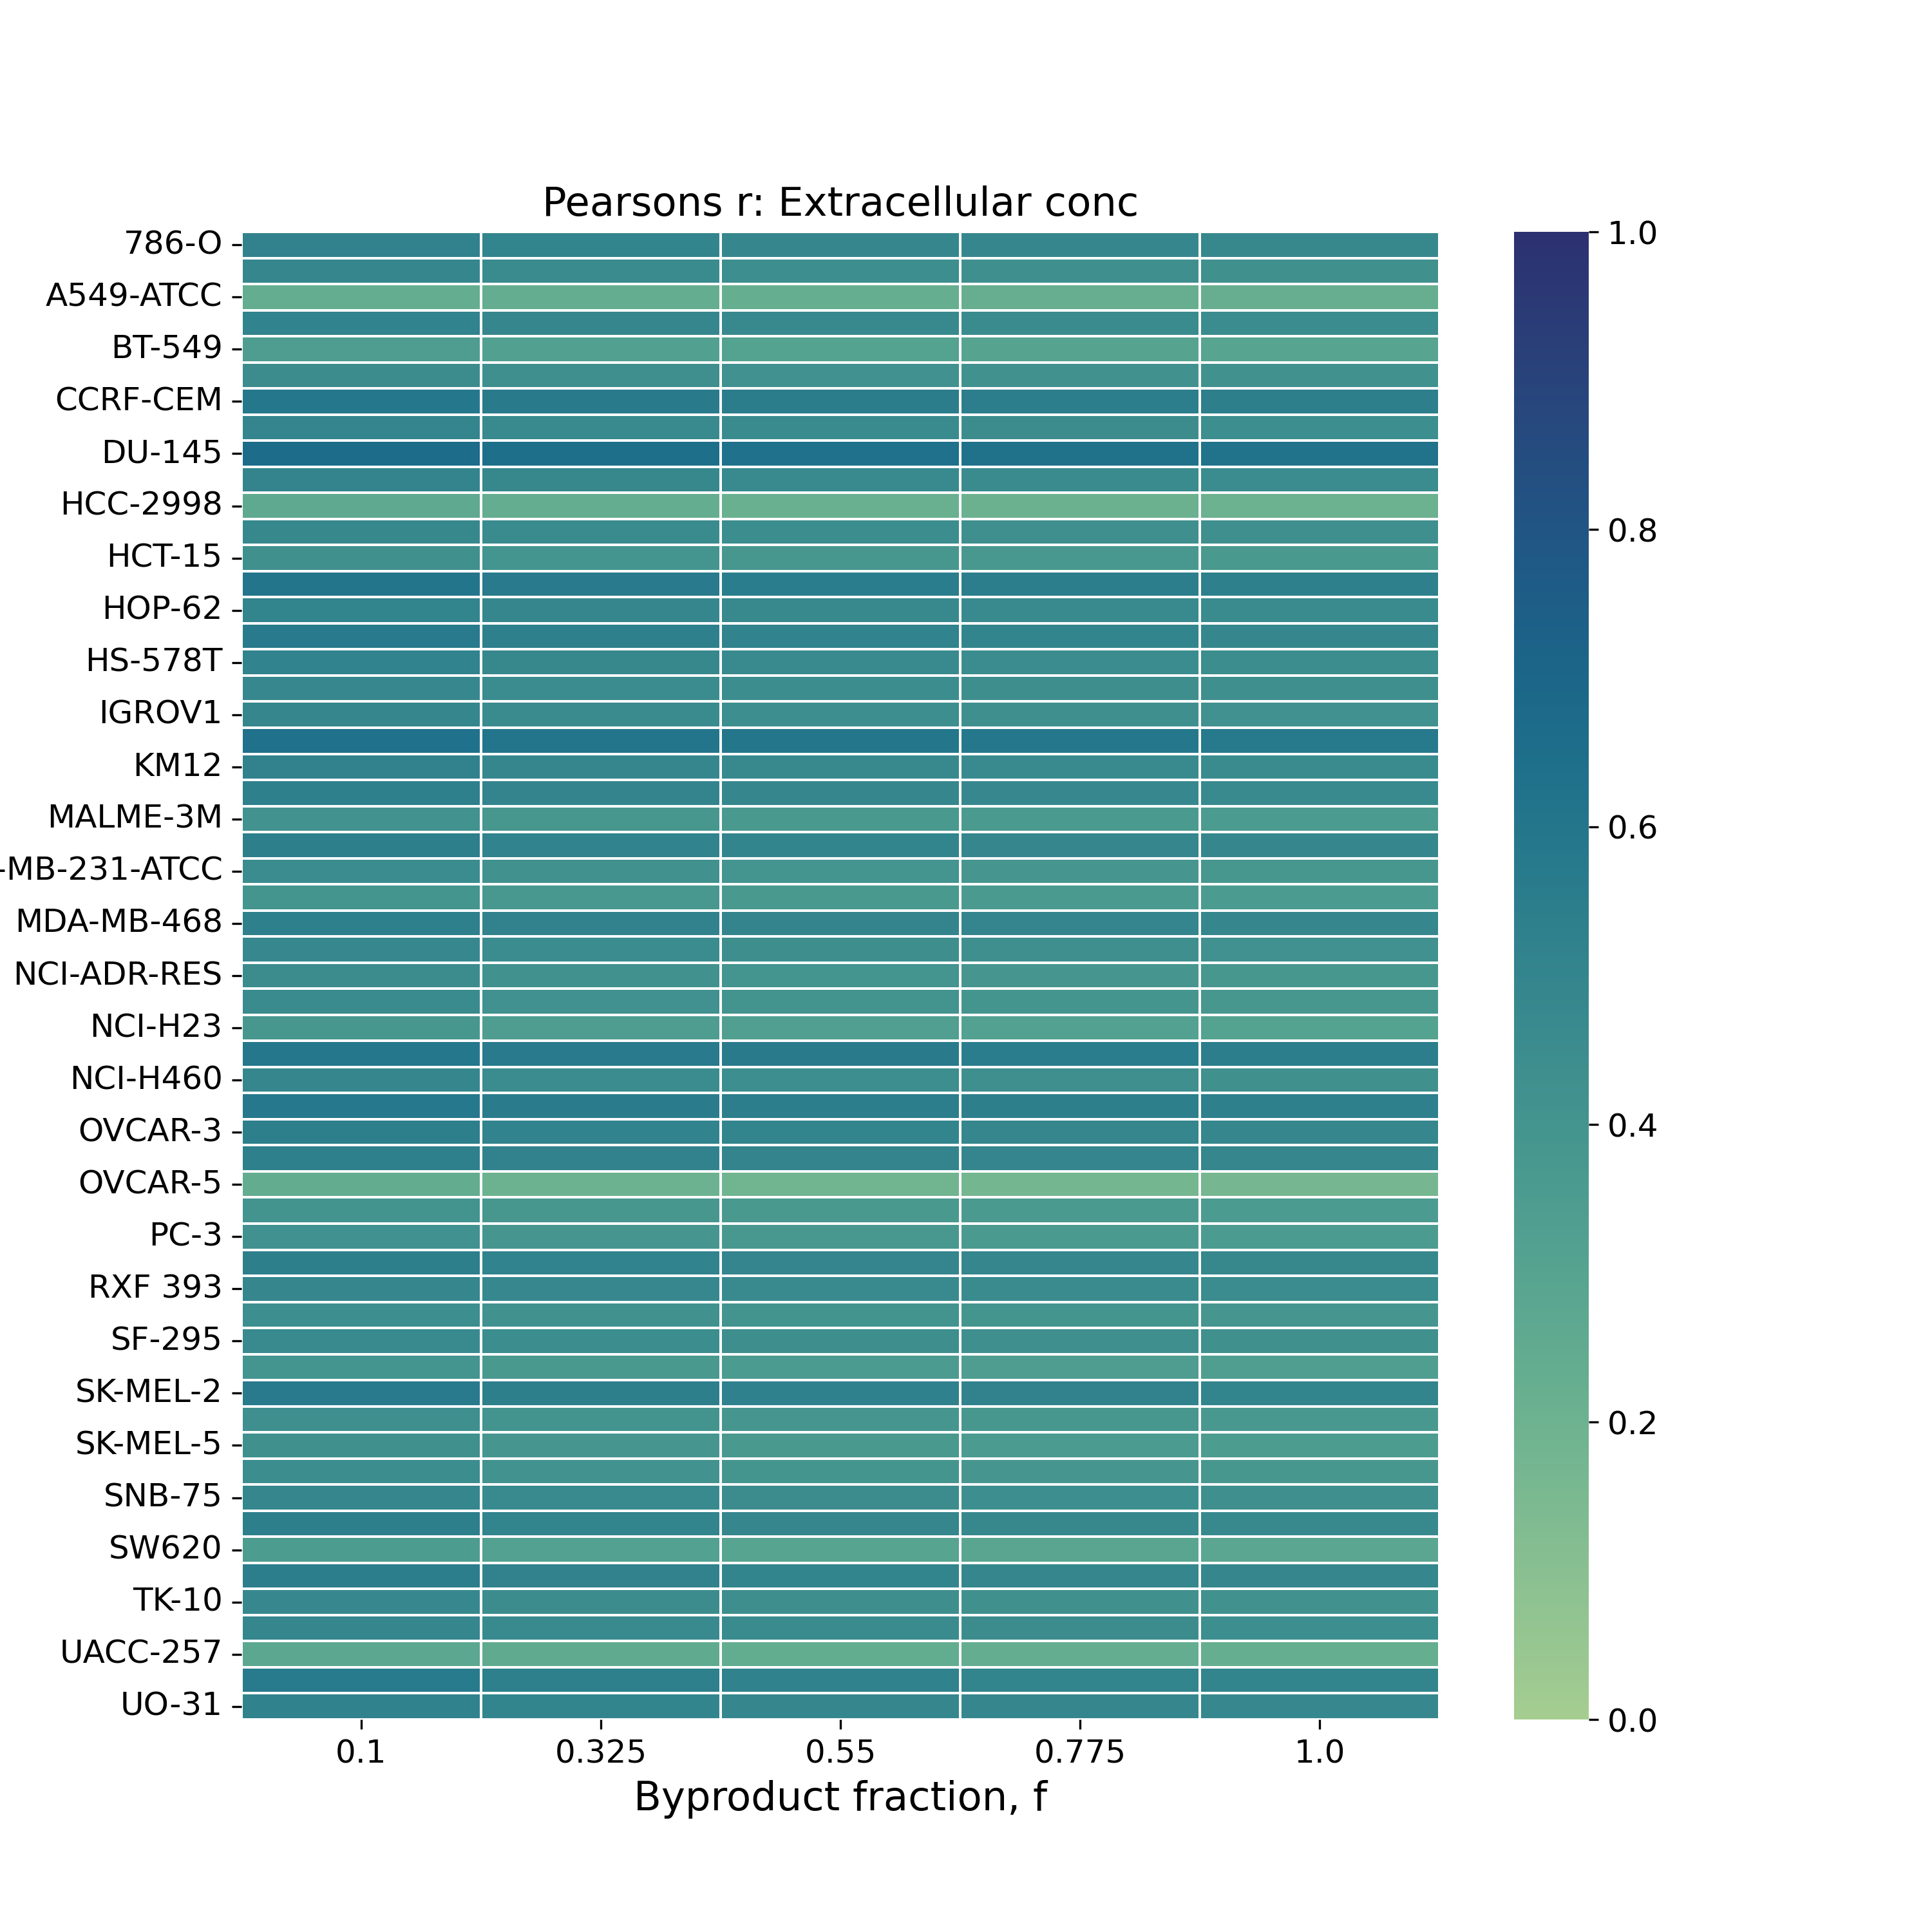 Pearsons r: Extracellular conc
786-O
A549-ATCC
BT-549
CCRF-CEM
DU-145
HCC-2998
HCT-15
HOP-62
HS-578T
IGROV1
KM12
MALME-3M
-MB-231-ATCC
MDA-MB-468
NCI-ADR-RES
NCI-H23
NCI-H460
OVCAR-3
OVCAR-5
PC-3
RXF 393
SF-295
SK-MEL-2
SK-MEL-5
SNB-75
SW620
TK-10
UACC-257
UO-31
0.1 0.325 0.55 0.775 1.0
Byproduct fraction, f
1.0
0.8
0.6
0.4
0.2
0.0